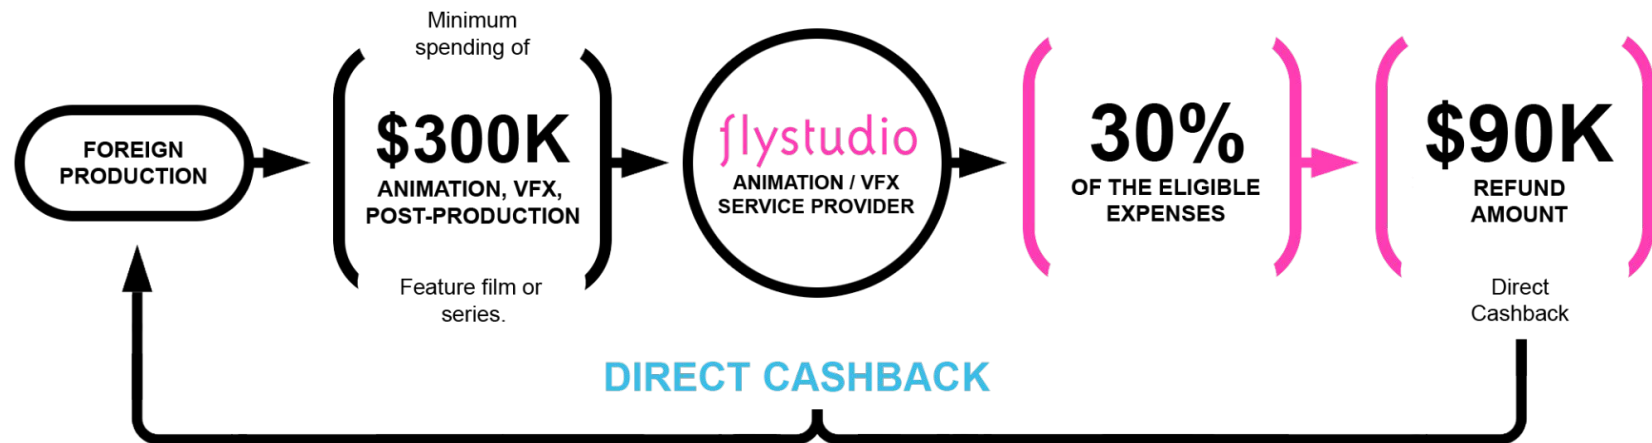 FOREIGN
PRODUCTION
Minimum
spending of
$300K
ANIMATION, VFX,
POST-PRODUCTION
Feature film or
series.
flystudio
ANIMATION / VFX
SERVICE PROVIDER
30%
OF THE ELIGIBLE
EXPENSES
$90K
REFUND
AMOUNT
Direct
Cashback
DIRECT CASHBACK